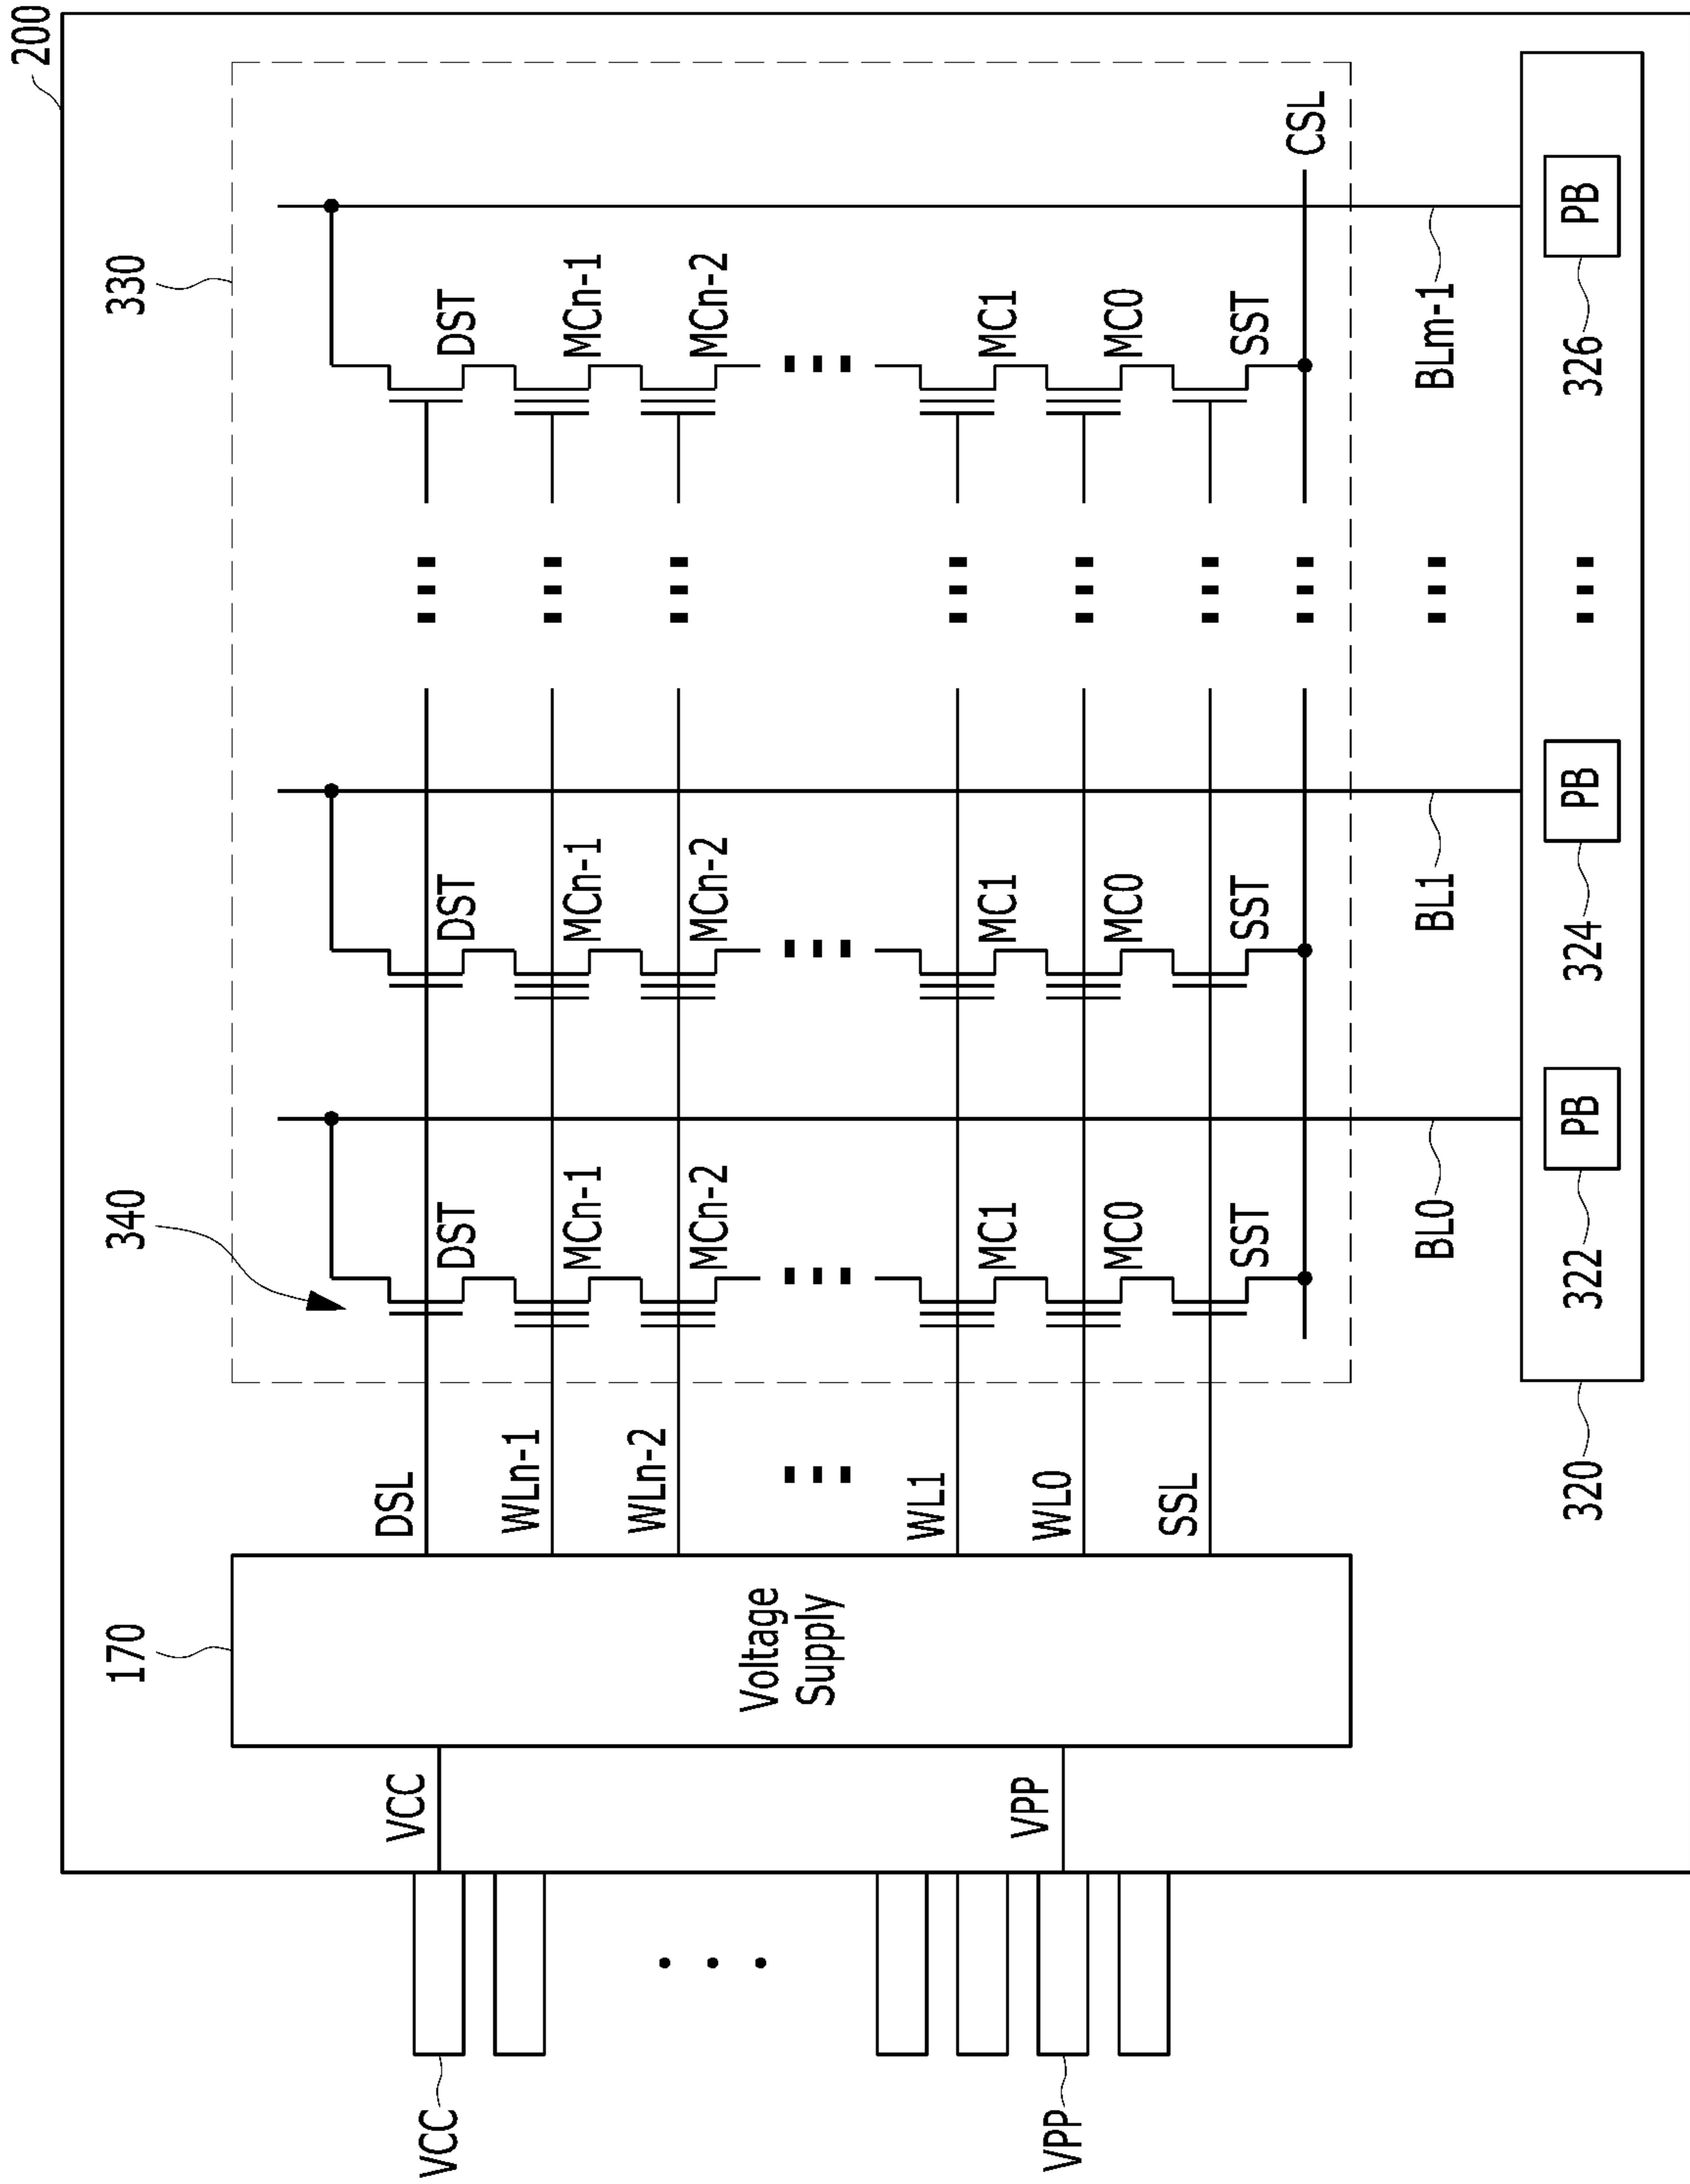 200
330
340
170
DSL
WLn-1
WLn-2
WL1
WL0
SSL
DST
MCn-1
MCn-2
MC1
MC0
SST
DST
MCn-1
MCn-2
MC1
MC0
SST
DST
MCn-1
MCn-2
MC1
MC0
SST
CSL
Voltage
Supply
VCC
VPP
VCC
VPP
BL0
BL1
BLm-1
PB
PB
PB
320
322
324
326